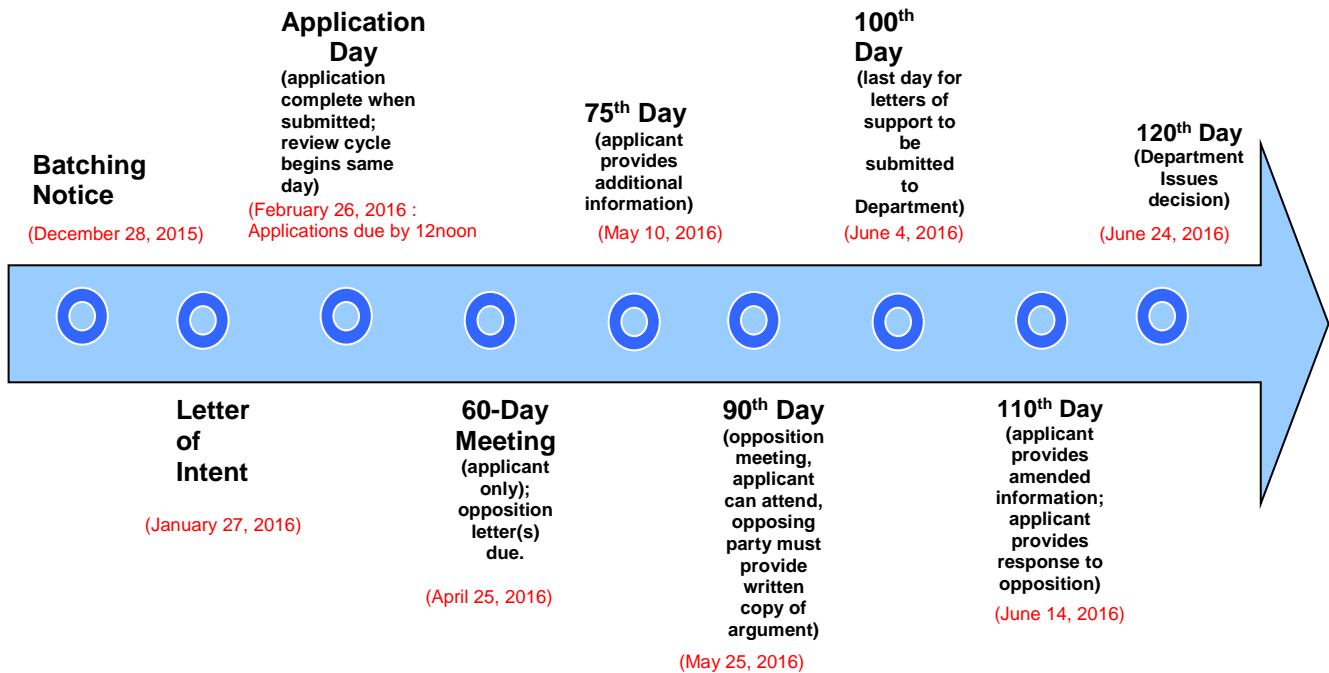 Batching
Notice
(December 28, 2015)
Letter
of
Intent
(January 27, 2016)
Application
Day
(application
complete when
submitted;
review cycle
begins same
day)
(February 26, 2016 :
Applications due by 12noon
60-Day
Meeting
(applicant
only);
opposition
letter(s)
due.
(April 25, 2016)
75th Day
(applicant
provides
additional
information)
(May 10, 2016)
90th Day
(opposition
meeting,
applicant
can attend,
opposing
party must
provide
written
copy of
argument)
(May 25, 2016)
100th
Day
(last day for
letters of
support to
be
submitted
to
Department)
(June 4, 2016)
110th Day
(applicant
provides
amended
information;
applicant
provides
response to
opposition)
(June 14, 2016)
120th Day
(Department
Issues
decision)
(June 24, 2016)